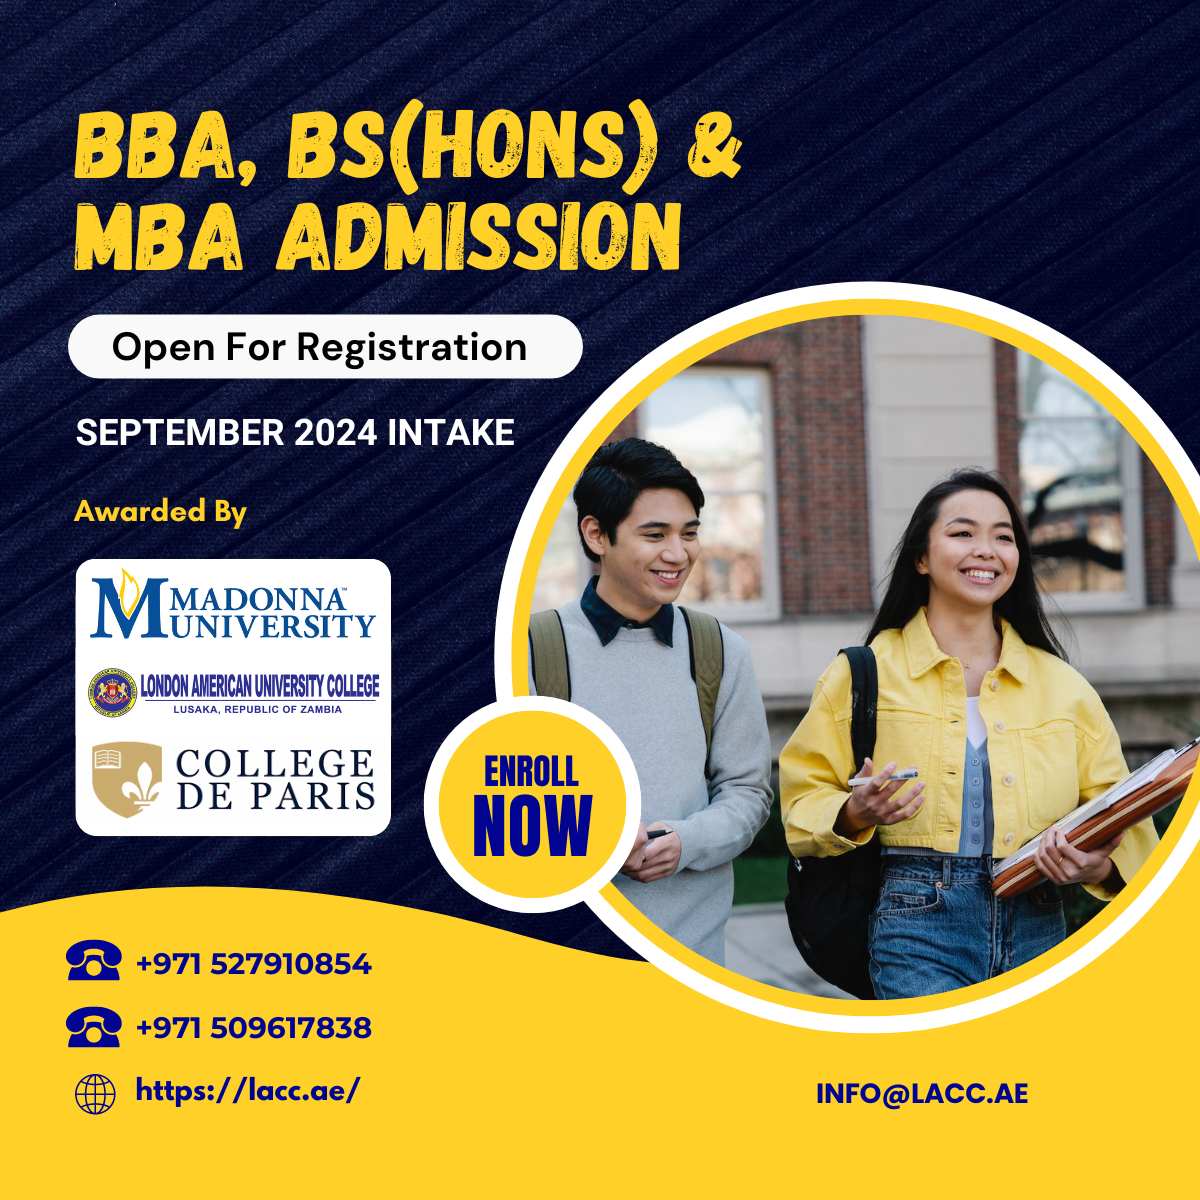 BBA, BS(HONS) &
MBA ADMISSION
Open For Registration
SEPTEMBER 2024 INTAKE
Awarded By
MADONNA™
UNIVERSITY
LONDON AMERICAN UNIVERSITY COLLEGE
LUSAKA, REPUBLIC OF ZAMBIA
COLLEGE
DE PARIS
ENROLL
NOW
+971 527910854
+971 509617838
https://lacc.ae/
INFO@LACC.AE